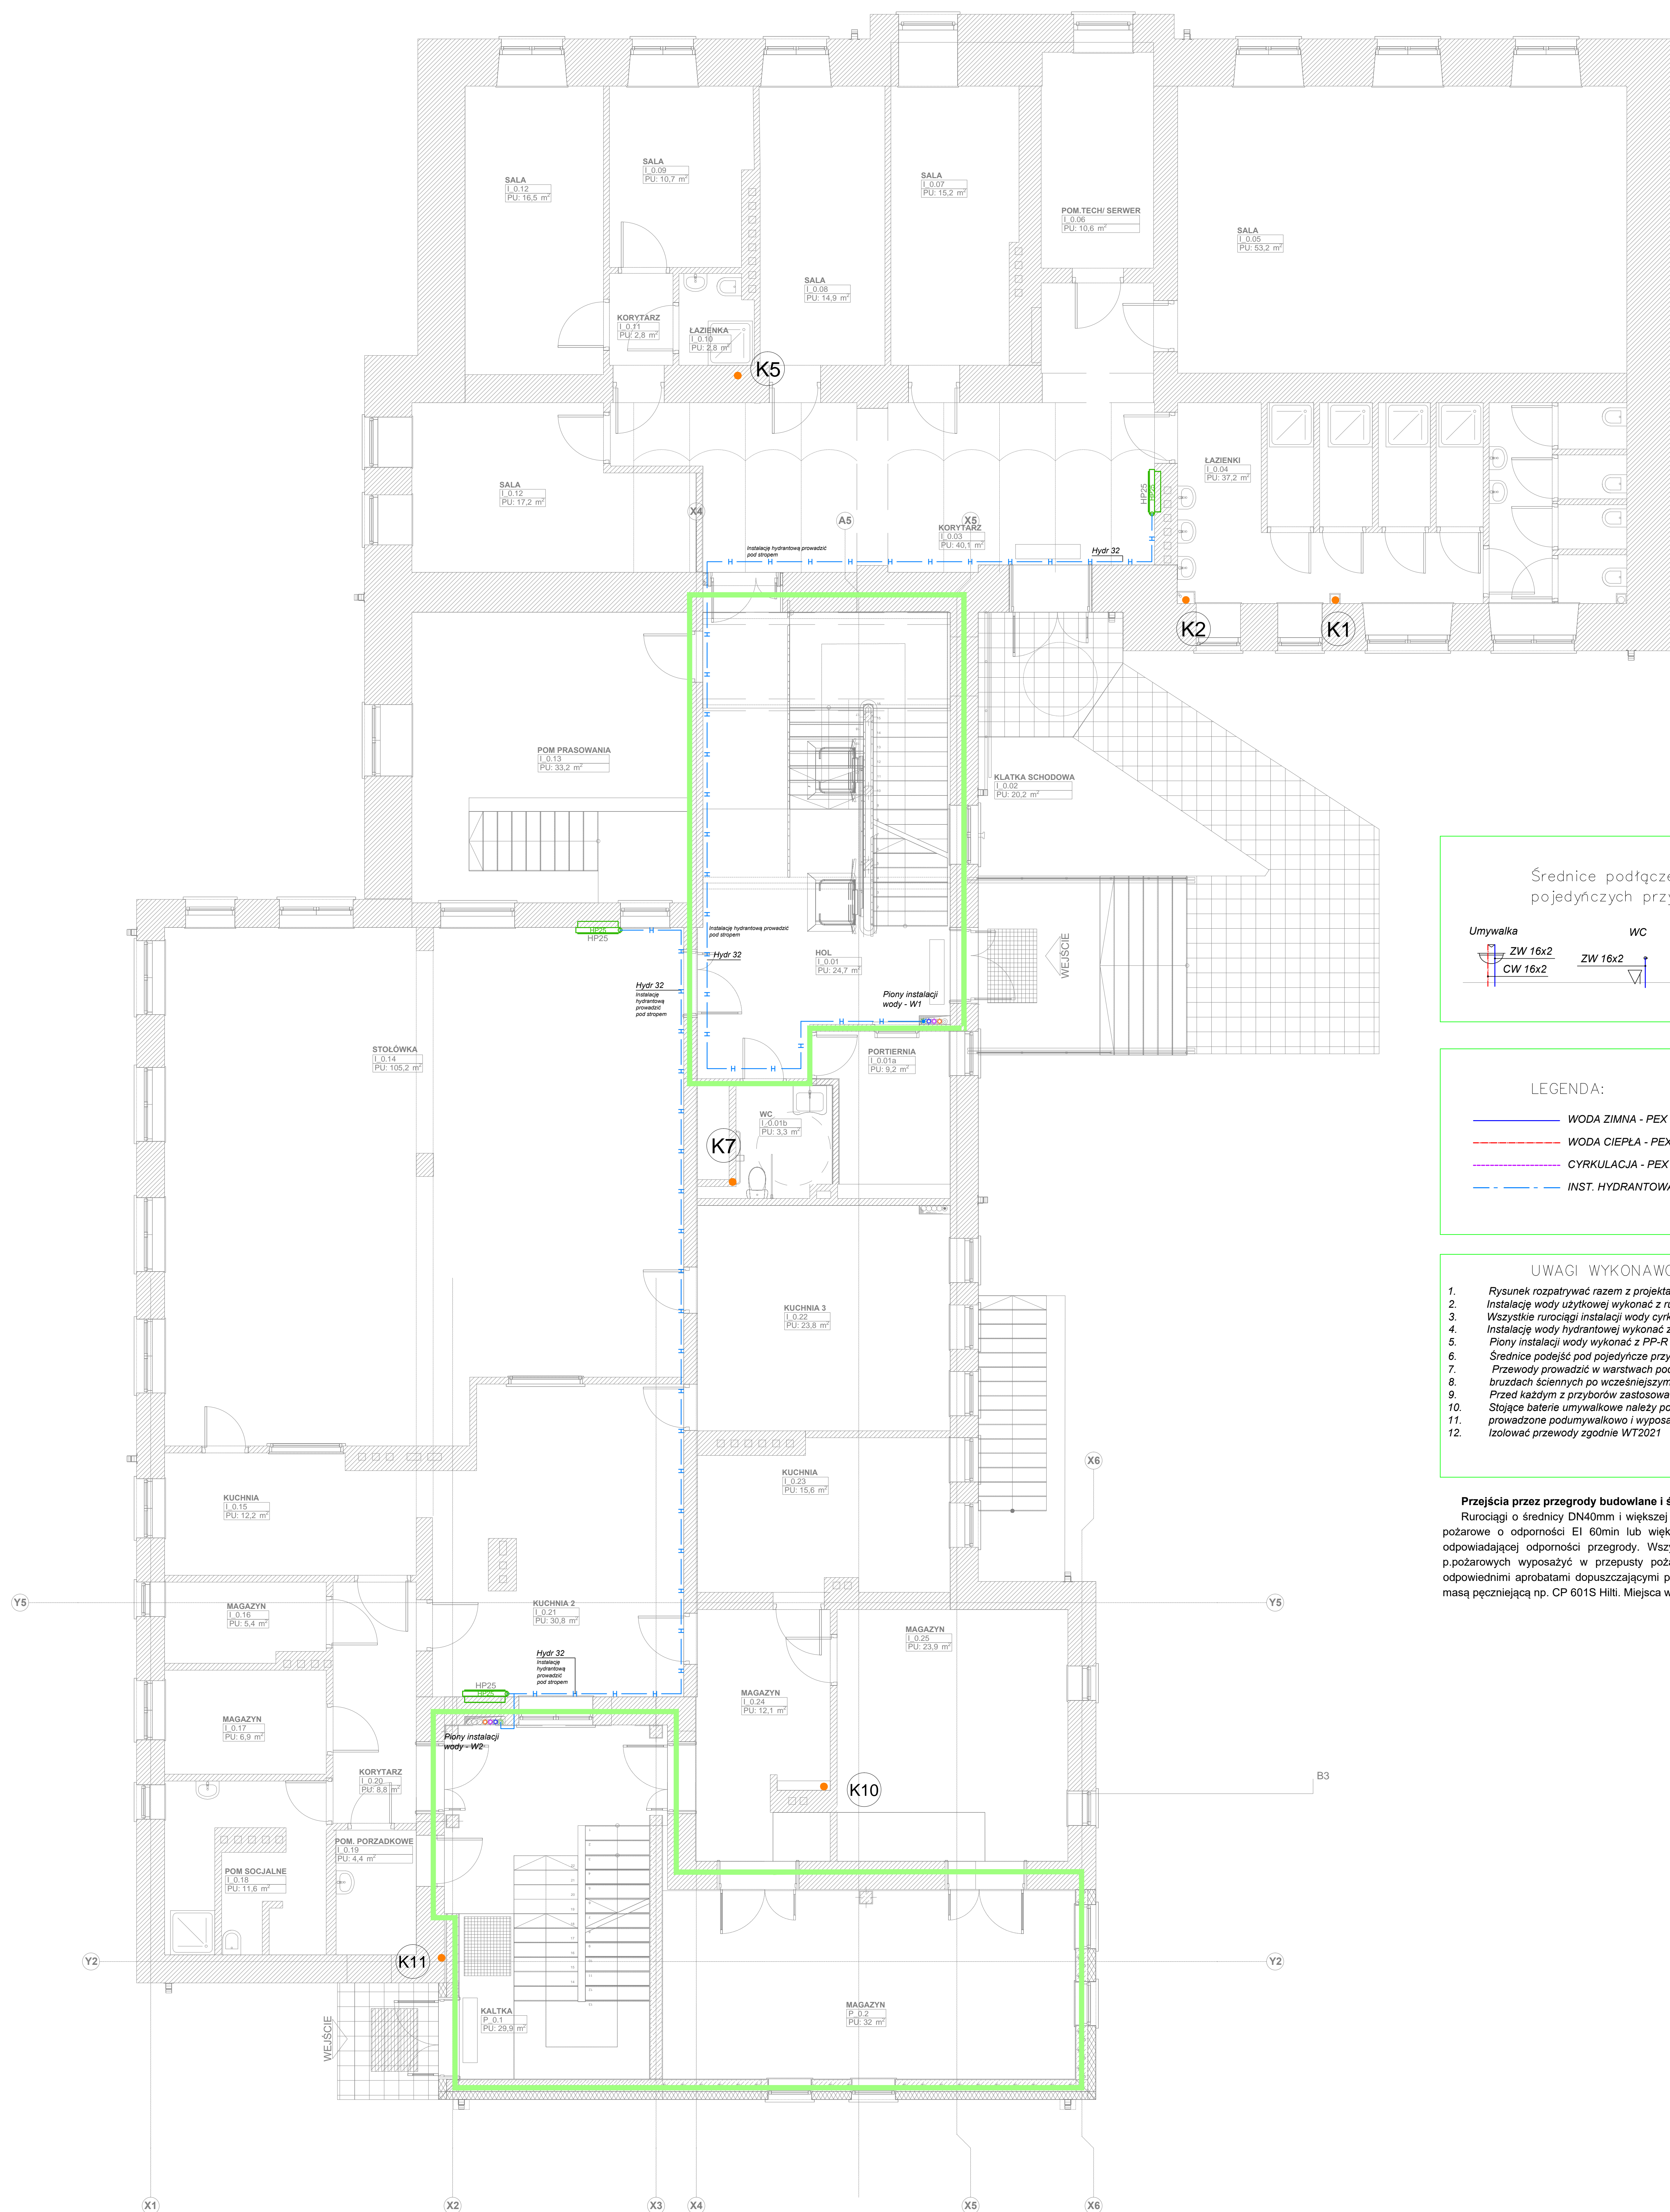 SALA
I_0.12
PU: 16,5 m²
SALA
I_0.09
PU: 10,7 m²
SALA
I_0.07
PU: 15,2 m²
POM.TECH/ SERWER
I_0.06
PU: 10,6 m²
SALA
I_0.05
PU: 53,2 m²
SALA
I_0.08
PU: 14,9 m²
KORYTARZ
I_0.11
PU: 2,8 m²
ŁAZIENKA
I_0.10
PU: 2,8 m²
K5
ŁAZIENKI
I_0.04
PU: 37,2 m²
SALA
I_0.12
PU: 17,2 m²
X4
A5
X5
KORYTARZ
I_0.03
PU: 40,1 m²
HP25
HP25
Instalację hydrantową prowadzić
pod stropem
Hydr 32
K2
K1
POM PRASOWANIA
I_0.13
PU: 33,2 m²
KLATKA SCHODOWA
I_0.02
PU: 20,2 m²
HP25
HP25
Instalację hydrantową prowadzić
pod stropem
Hydr 32
HOL
I_0.01
PU: 24,7 m²
WEJŚCIE
Hydr 32
Instalację
hydrantową
prowadzić
pod stropem
Piony instalacji
wody - W1
STOŁÓWKA
I_0.14
PU: 105,2 m²
PORTIERNIA
I_0.01a
PU: 9,2 m²
WC
I_0.01b
PU: 3,3 m²
K7
KUCHNIA 3
I_0.22
PU: 23,8 m²
KUCHNIA
I_0.23
PU: 15,6 m²
X6
KUCHNIA
I_0.15
PU: 12,2 m²
Y5
MAGAZYN
I_0.16
PU: 5,4 m²
KUCHNIA 2
I_0.21
PU: 30,8 m²
Y5
MAGAZYN
I_0.25
PU: 23,9 m²
Hydr 32
Instalację
hydrantową
prowadzić
pod stropem
HP25
HP25
MAGAZYN
I_0.24
PU: 12,1 m²
MAGAZYN
I_0.17
PU: 6,9 m²
Piony instalacji
wody - W2
KORYTARZ
I_0.20
PU: 8,8 m²
K10
B3
POM. PORZADKOWE
I_0.19
PU: 4,4 m²
POM SOCJALNE
I_0.18
PU: 11,6 m²
Y2
K11
Y2
KALTKA
P_0.1
PU: 29,9 m²
MAGAZYN
P_0.2
PU: 32 m²
WEJŚCIE
X1
X2
X3
X4
X5
X6
Średnice podłącze
pojedyńczych przy
Umywalka
WC
ZW 16x2
CW 16x2
ZW 16x2
LEGENDA:
WODA ZIMNA - PEX
WODA CIEPŁA - PEX
CYRKULACJA - PEX
INST. HYDRANTOWA
UWAGI WYKONAWC
1. Rysunek rozpatrywać razem z projekta
2. Instalację wody użytkowej wykonać z ru
3. Wszystkie rurociągi instalacji wody cyrk
4. Instalację wody hydrantowej wykonać z
5. Piony instalacji wody wykonać z PP-R
6. Średnice podejść pod pojedyńcze przy
7. Przewody prowadzić w warstwach pod
8. bruzdach ściennych po wcześniejszym
9. Przed każdym z przyborów zastosowa
10. Stojące baterie umywalkowe należy po
11. prowadzone podumywalkowo i wyposa
12. Izolować przewody zgodnie WT2021
Przejścia przez przegrody budowlane i ś
Rurociągi o średnicy DN40mm i większej
pożarowe o odporności EI 60min lub więk
odpowiadającej odporności przegrody. Wszy
p.pożarowych wyposażyć w przepusty poża
odpowiednimi aprobatami dopuszczającymi p
masą pęczniejącą np. CP 601S Hilti. Miejsca w